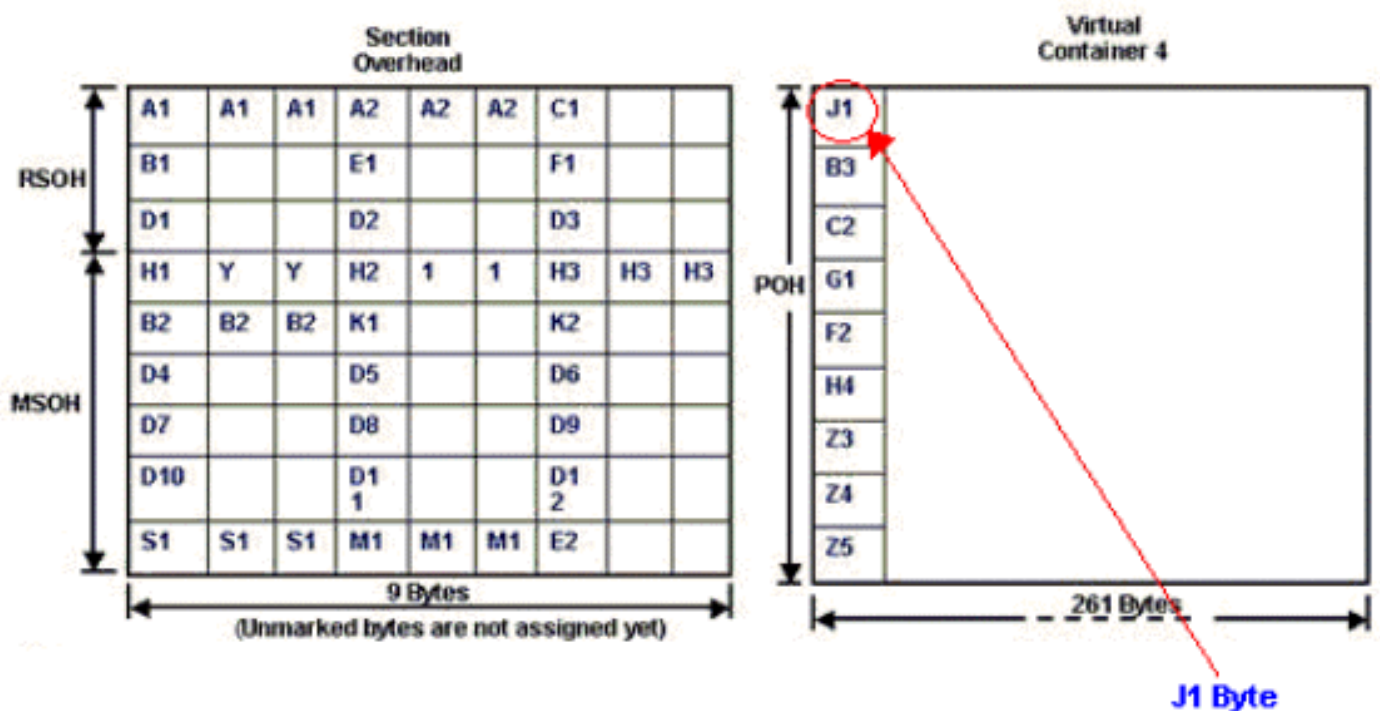 Section
Overhead
Virtual
Container 4
A1 A1 A1 A2 A2 A2 C1
B1 E1 F1
D1 D2 D3
H1 Y Y H2 1 1 H3 H3 H3
B2 B2 B2 K1 K2
D4 D5 D6
D7 D8 D9
D10 D1
1 D1
2
S1 S1 S1 M1 M1 M1 E2
RSOH
MSOH
9 Bytes
(Unmarked bytes are not assigned yet)
J1
B3
C2
G1
F2
H4
Z3
Z4
Z5
POH
261 Bytes
J1 Byte